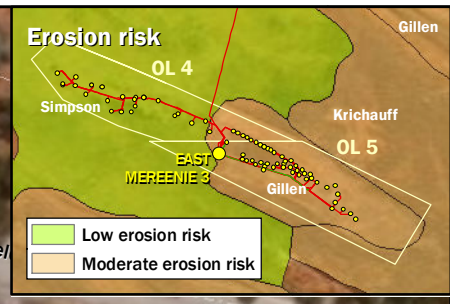 Erosion risk
Gillen
OL 4
Simpson
Krichauff
OL 5
EAST
MEREENIE 3
Gillen
Low erosion risk
Moderate erosion risk